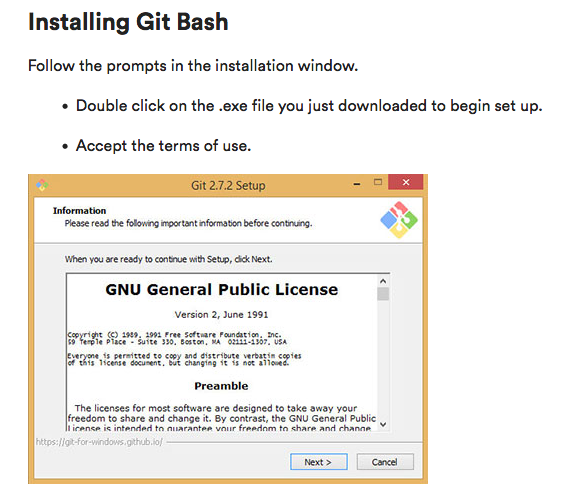 Installing Git Bash
Follow the prompts in the installation window.
• Double click on the .exe file you just downloaded to begin set up.
• Accept the terms of use.
Git 2.7.2 Setup
Information
Please read the following important information before continuing.
When you are ready to continue with Setup, click Next.
GNU General Public License
Version 2, June 1991
Copyright (C) 1989, 1991 Free Software Foundation, Inc.
59 Temple Place - Suite 330, Boston, MA  02111-1307, USA
Everyone is permitted to copy and distribute verbatim copies
of this license document, but changing it is not allowed.
Preamble
The licenses for most software are designed to take away your
freedom to share and change it. By contrast, the GNU General Public
License is intended to guarantee your freedom to share and change
https://git-for-windows.github.io/
Next >
Cancel